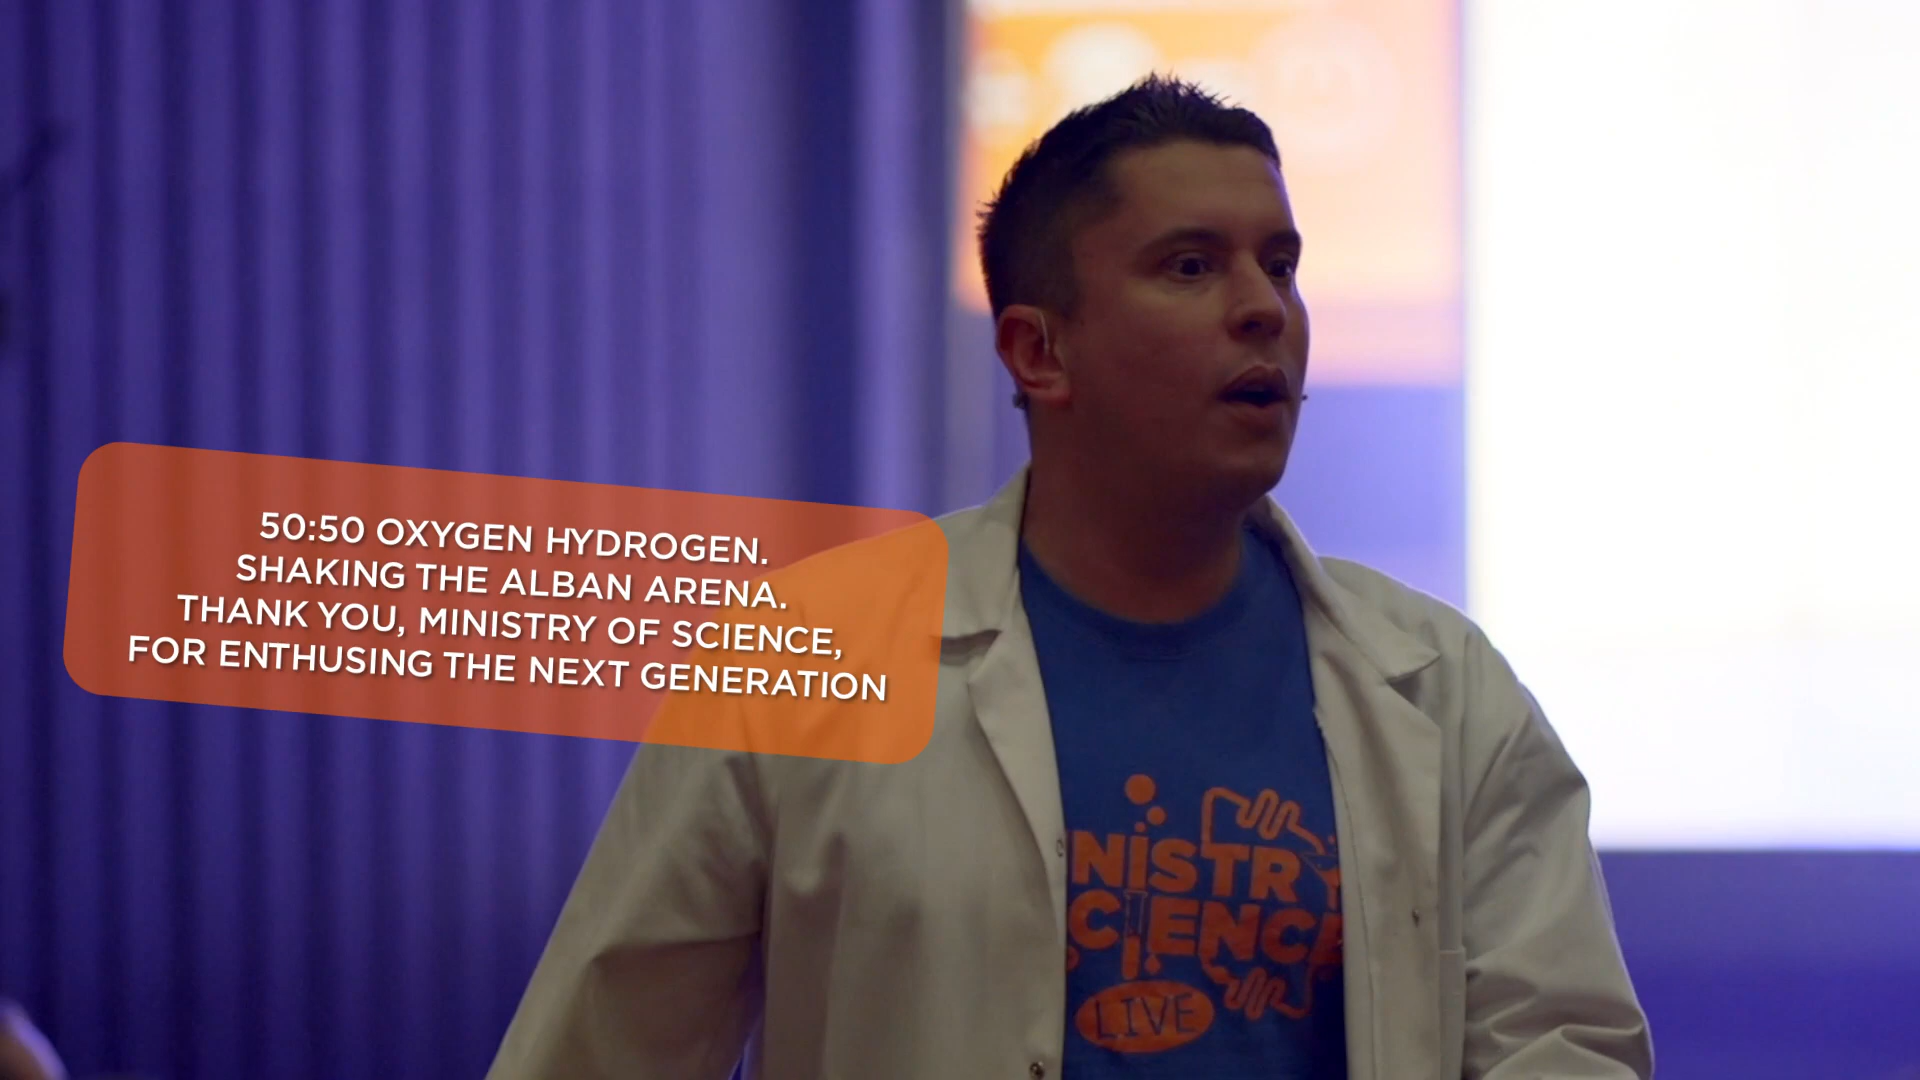 50:50 OXYGEN HYDROGEN.
SHAKING THE ALBAN ARENA.
THANK YOU, MINISTRY OF SCIENCE,
FOR ENTHUSING THE NEXT GENERATION
NiSTRY
CIENCE
LIVE